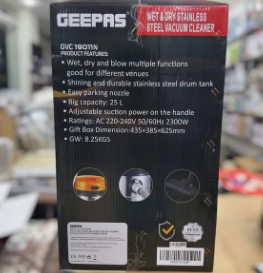 GEEPAS
WET & DRY STAINLESS
STEEL VACUUM CLEANER
GVC19011N
PRODUCT FEATURES:
• Wet, dry and blow multiple functions
good for different venues
• Shining and durable stainless steel drum tank
• Easy parking nozzle
• Big capacity: 25 L
• Adjustable suction power on the handle
• Ratings: AC 220-240V 50/60Hz 2300W
• Gift Box Dimension:435×385×625mm
• GW: 8.25KGS
GEEPAS